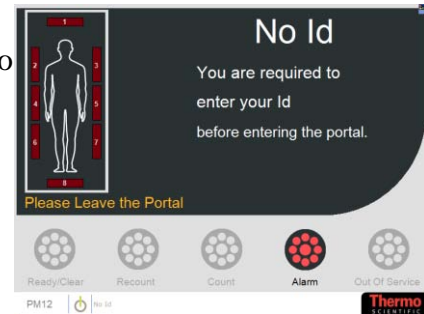 o
1
2
3
4
5
6
7
8
No Id
You are required to
enter your Id
before entering the portal.
Please Leave the Portal
Ready/Clear
Recount
Count
Alarm
Out Of Service
PM12
No Id
Thermo
SCIENTIFIC